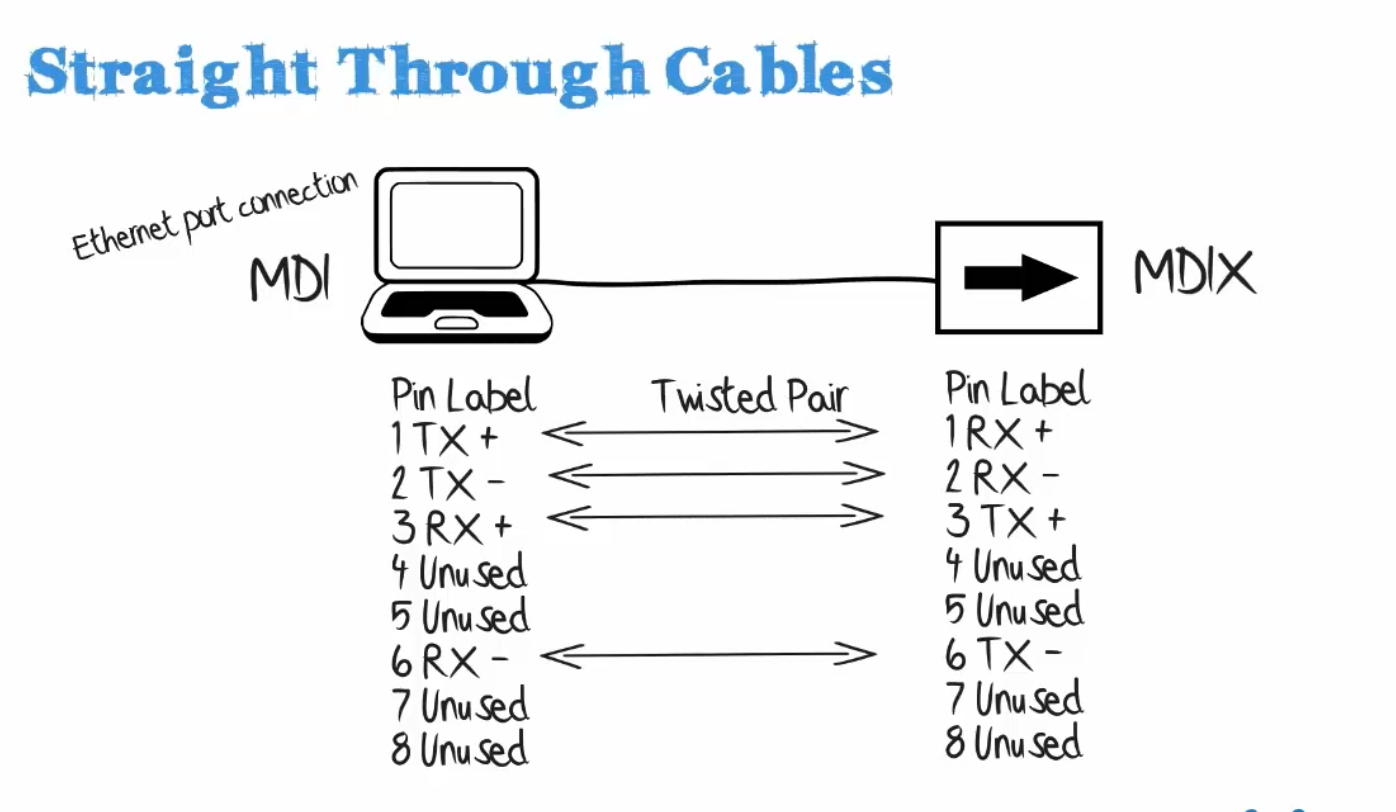 Straight Through Cables
Ethernet port connection
MDI
MDIX
Pin Label
1 TX +
2 TX -
3 RX +
4 Unused
5 Unused
6 RX -
7 Unused
8 Unused
Twisted Pair
Pin Label
1 RX +
2 RX -
3 TX +
4 Unused
5 Unused
6 TX -
7 Unused
8 Unused